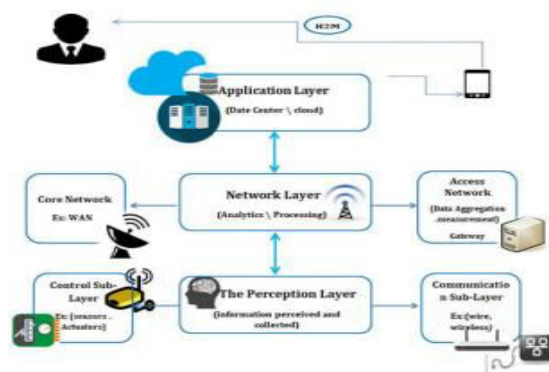 H2M
Application Layer
(Date Center \ cloud)
Core Network
Ex: WAN
Network Layer
(Analytics \ Processing)
Access
Network
(Data Aggregation
.measurement)
Gateway
Control Sub-
Layer
Ex: (sensors .
Actuators)
The Perception Layer
(information perceived and
collected)
Communicatio
n Sub-Layer
Ex:(wire,
wireless)